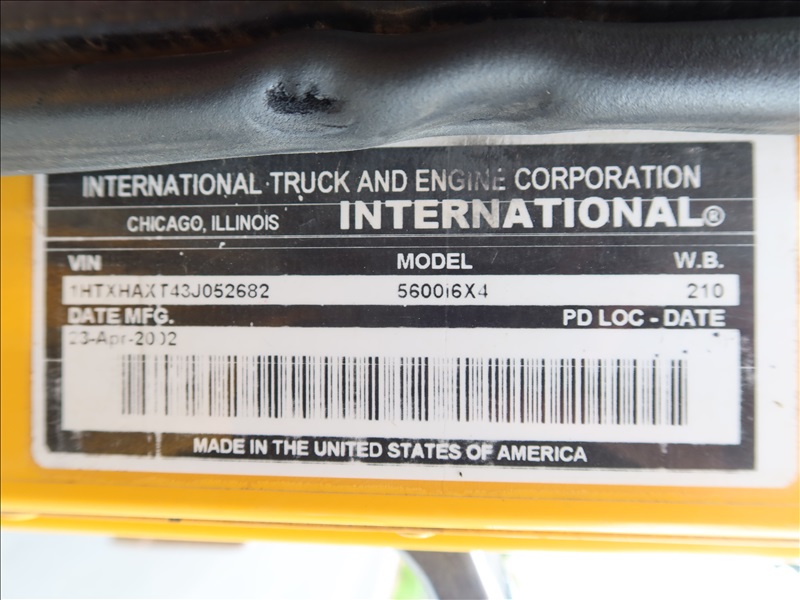 INTERNATIONAL TRUCK AND ENGINE CORPORATION
CHICAGO, ILLINOIS INTERNATIONAL®
VIN MODEL W.B.
1HTXHAXT43J052682 5600i6X4 210
DATE MFG. PD LOC - DATE
23-Apr-2002
MADE IN THE UNITED STATES OF AMERICA